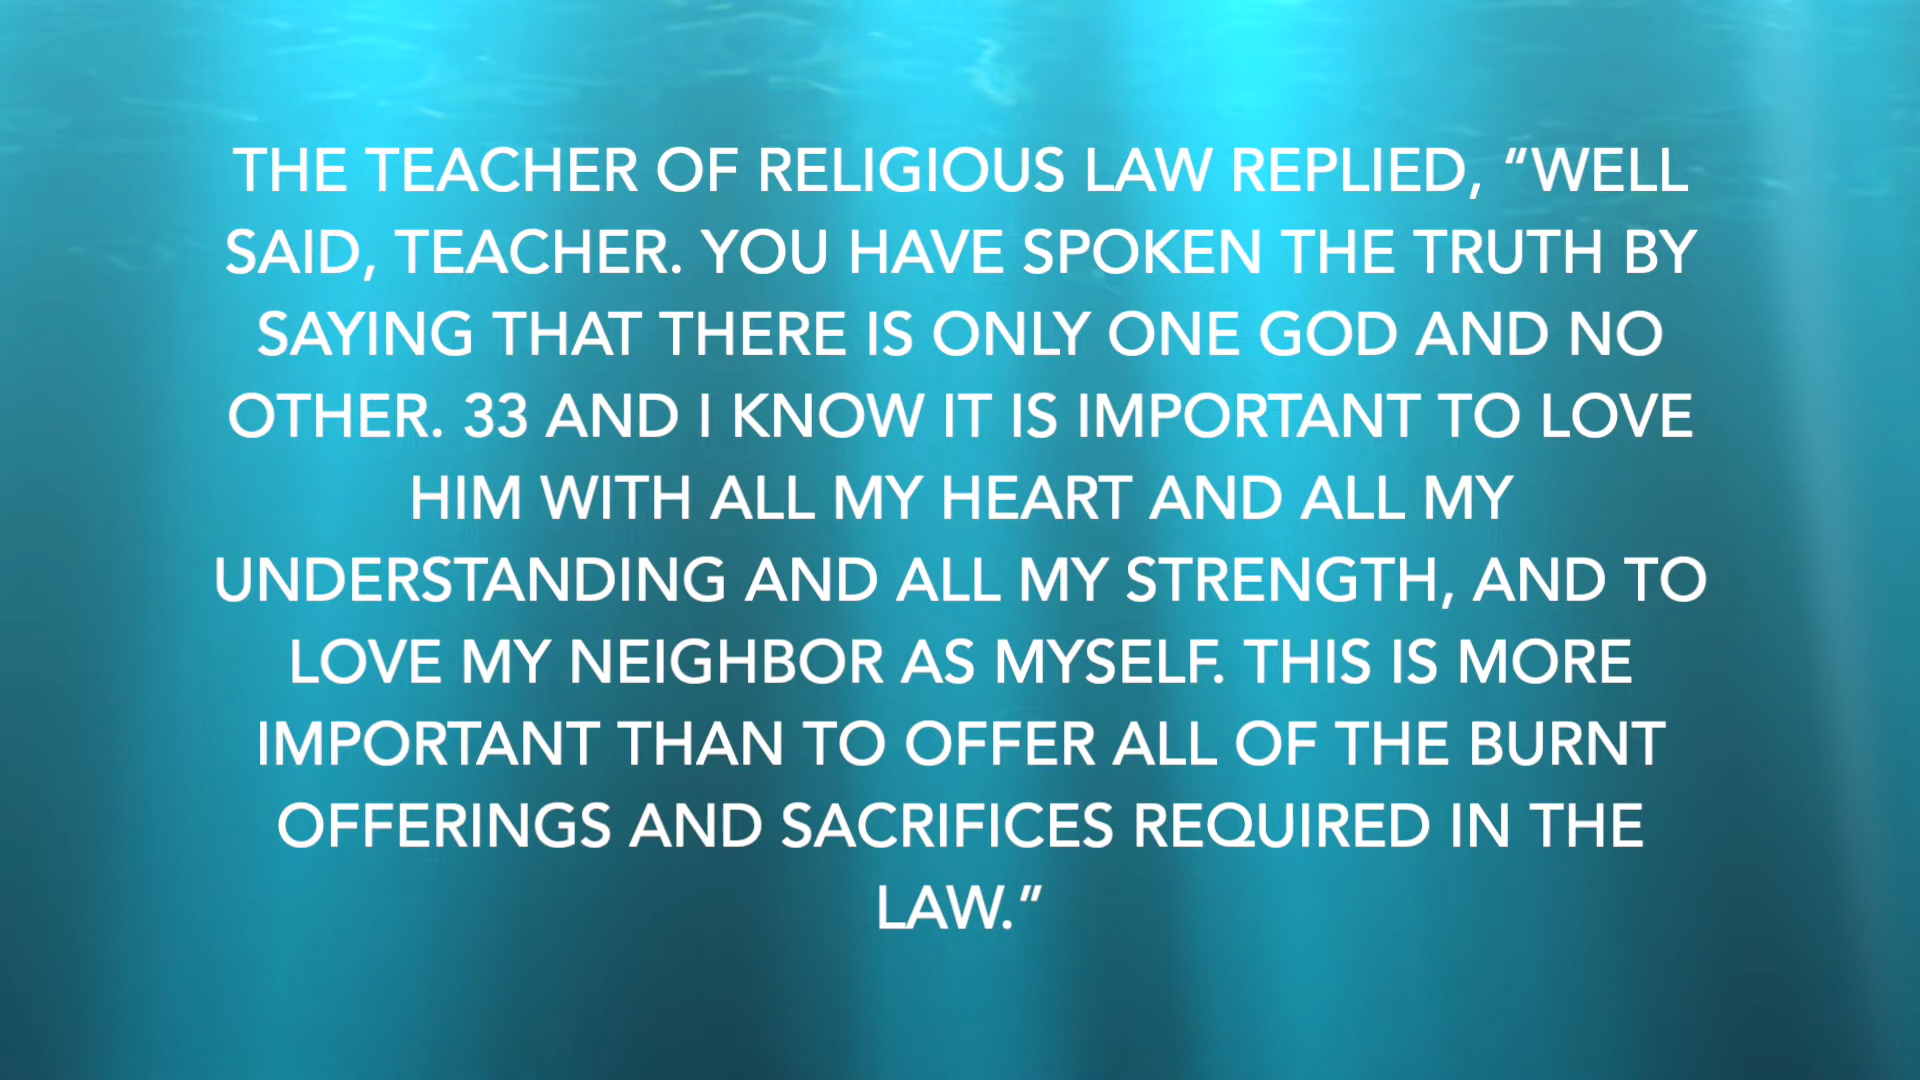 THE TEACHER OF RELIGIOUS LAW REPLIED, “WELL
SAID, TEACHER. YOU HAVE SPOKEN THE TRUTH BY
SAYING THAT THERE IS ONLY ONE GOD AND NO
OTHER. 33 AND I KNOW IT IS IMPORTANT TO LOVE
HIM WITH ALL MY HEART AND ALL MY
UNDERSTANDING AND ALL MY STRENGTH, AND TO
LOVE MY NEIGHBOR AS MYSELF. THIS IS MORE
IMPORTANT THAN TO OFFER ALL OF THE BURNT
OFFERINGS AND SACRIFICES REQUIRED IN THE
LAW.”